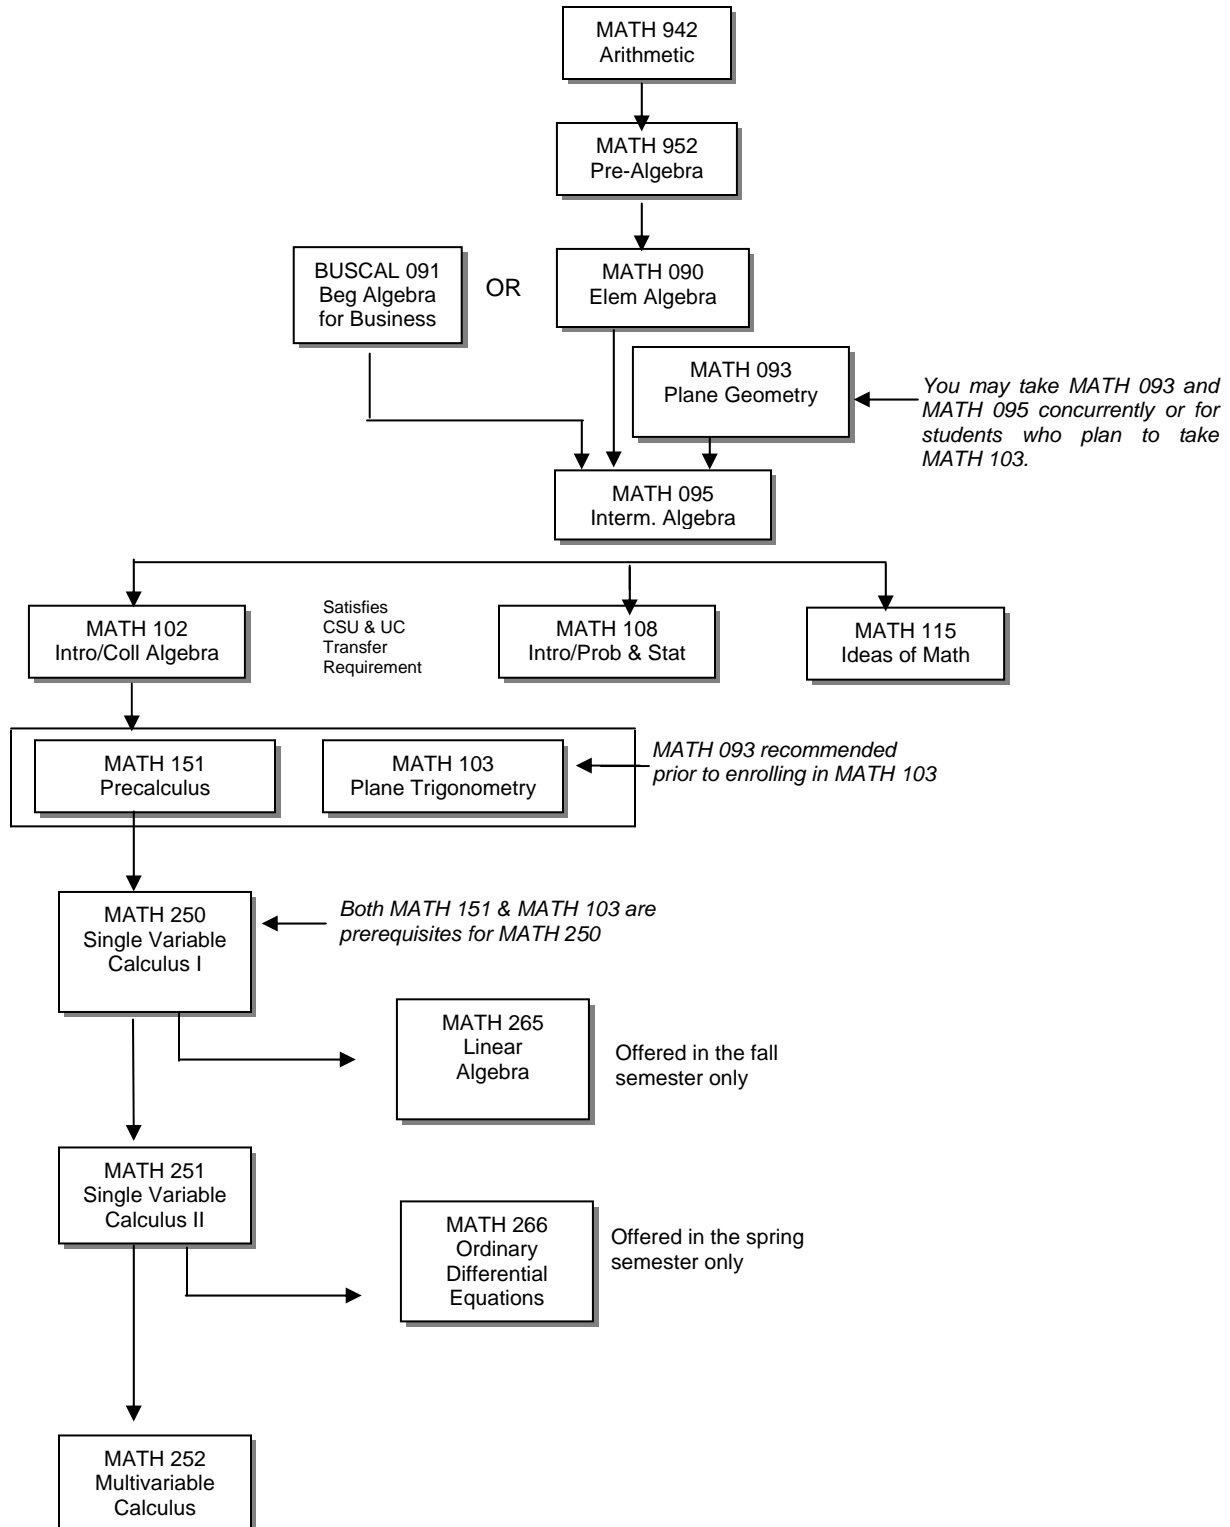 MATH 942
Arithmetic
MATH 952
Pre-Algebra
BUSCAL 091
Beg Algebra
for Business
OR
MATH 090
Elem Algebra
MATH 093
Plane Geometry
You may take MATH 093 and
MATH 095 concurrently or for
students who plan to take
MATH 103.
MATH 095
Interm. Algebra
MATH 102
Intro/Coll Algebra
Satisfies
CSU & UC
Transfer
Requirement
MATH 108
Intro/Prob & Stat
MATH 115
Ideas of Math
MATH 151
Precalculus
MATH 103
Plane Trigonometry
MATH 093 recommended
prior to enrolling in MATH 103
MATH 250
Single Variable
Calculus I
Both MATH 151 & MATH 103 are
prerequisites for MATH 250
MATH 265
Linear
Algebra
Offered in the fall
semester only
MATH 251
Single Variable
Calculus II
MATH 266
Ordinary
Differential
Equations
Offered in the spring
semester only
MATH 252
Multivariable
Calculus